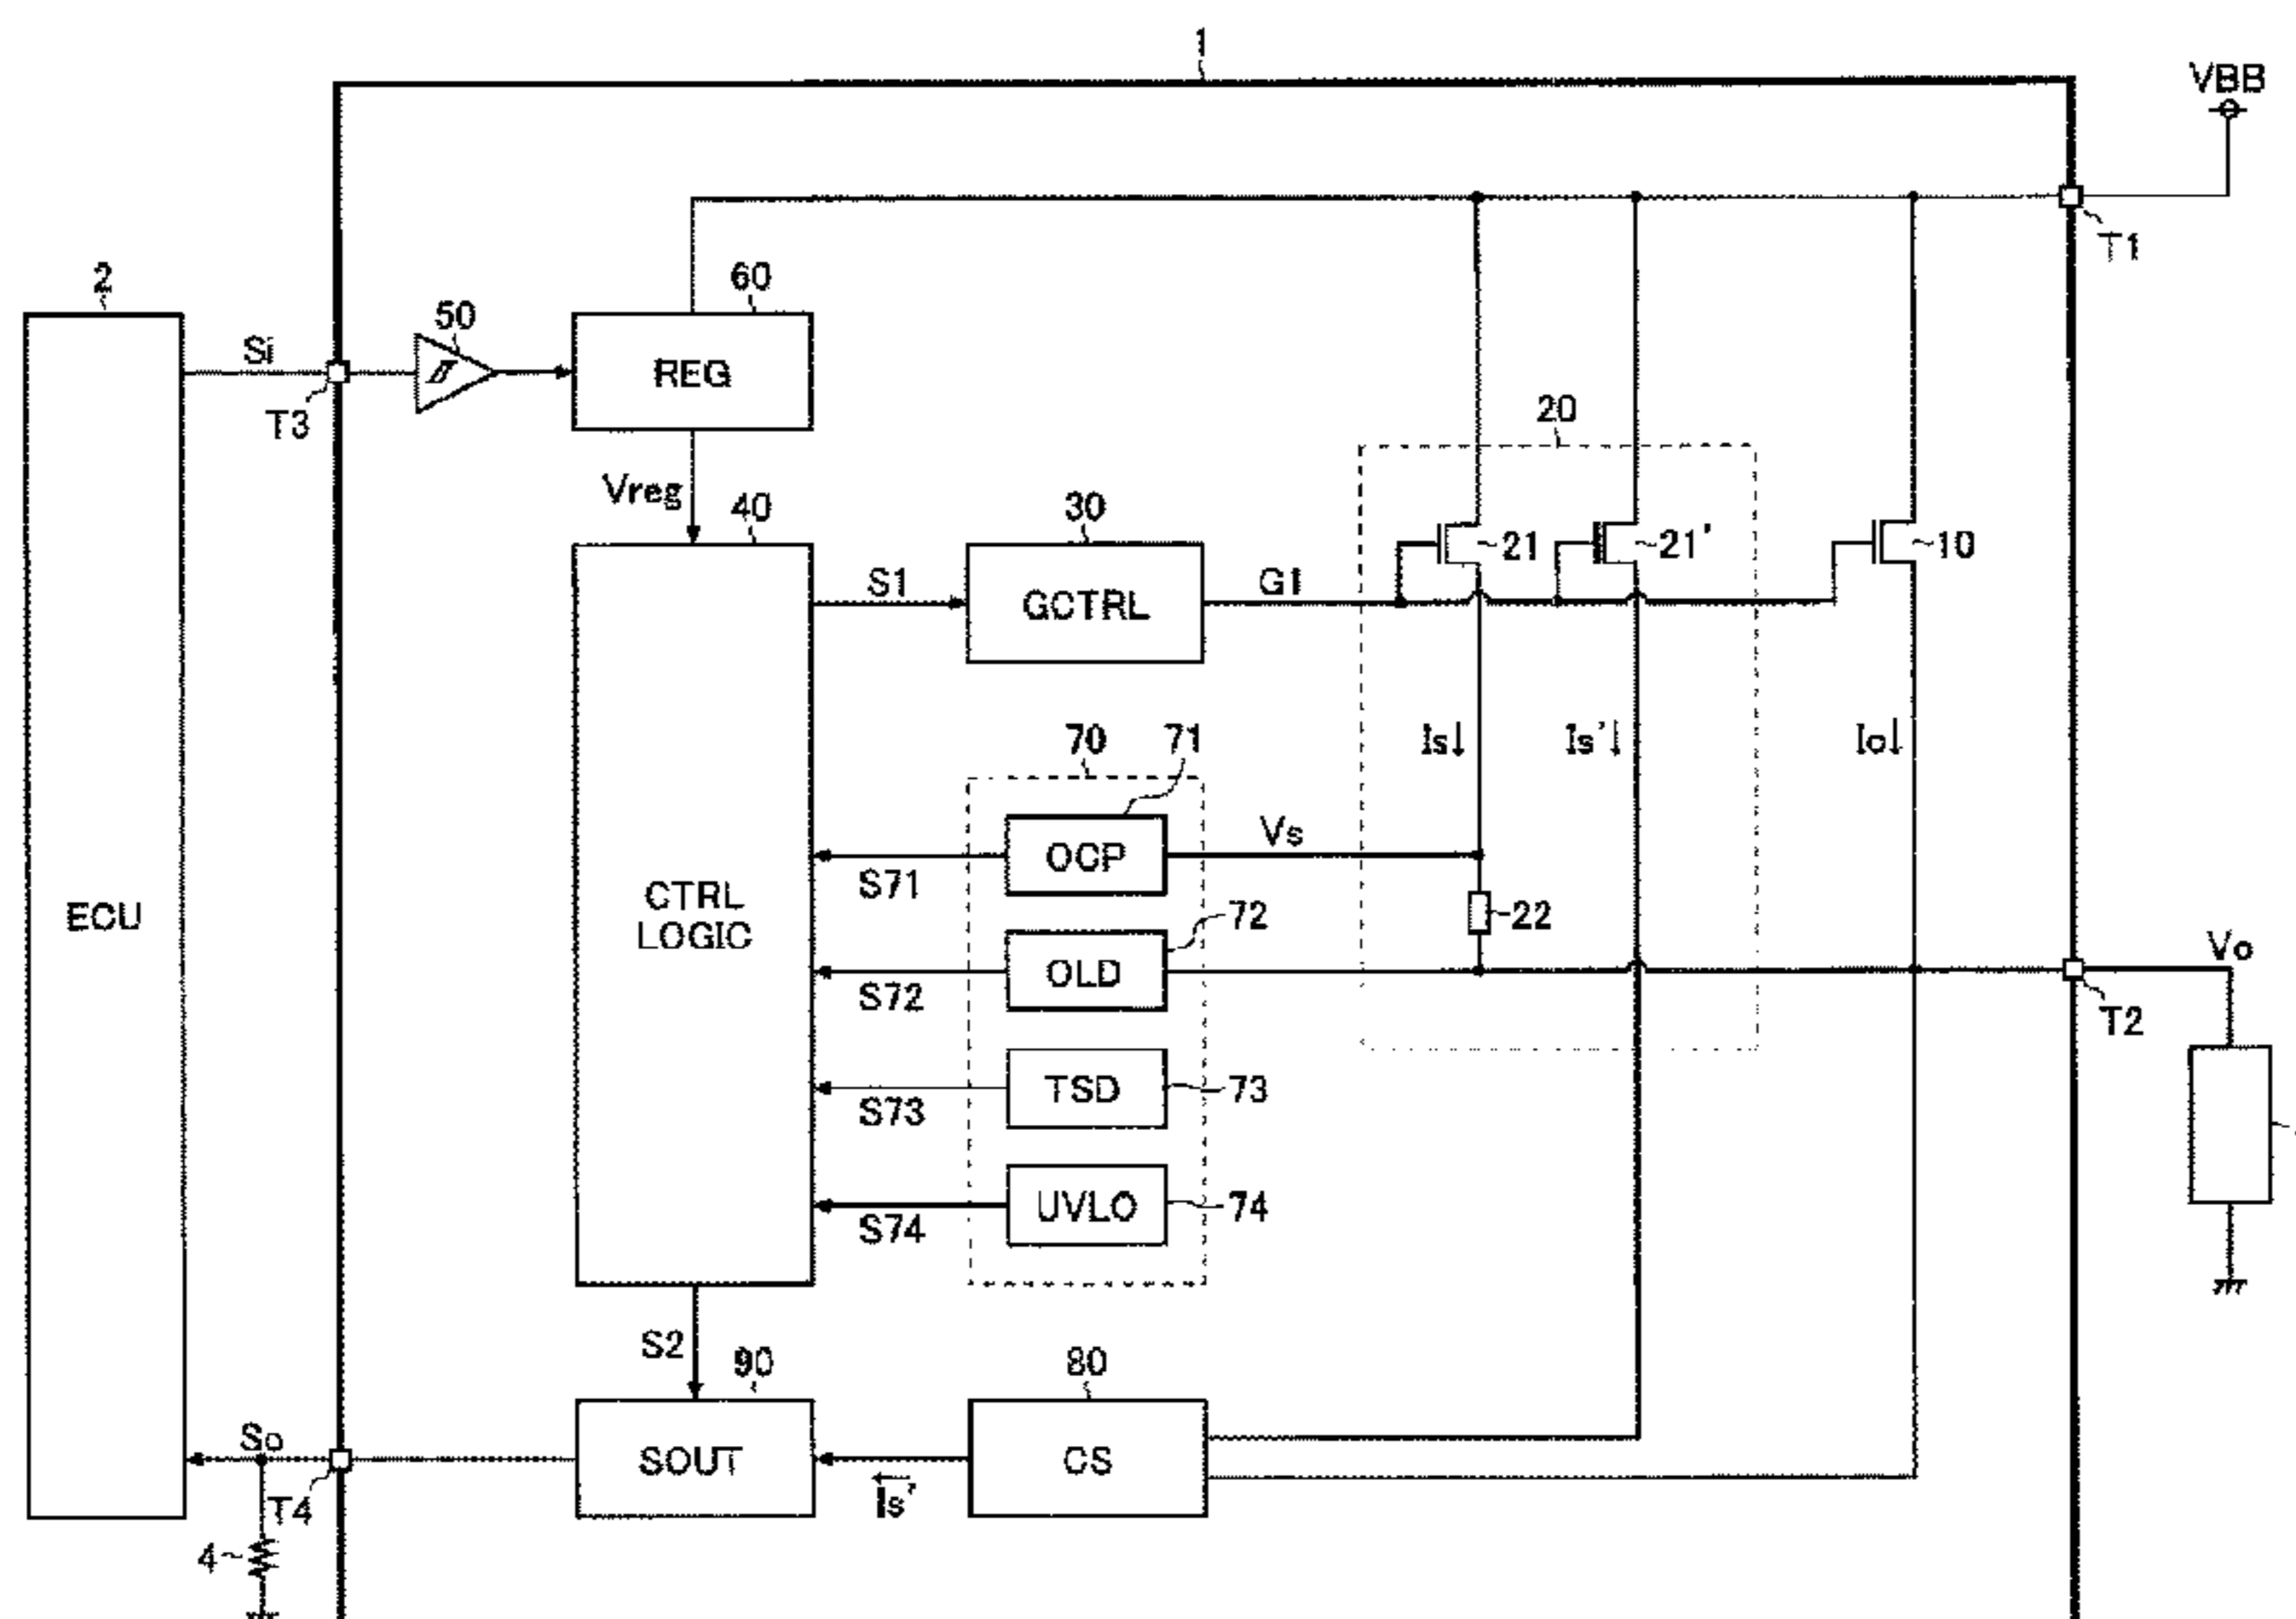 1
VBB
T1
2
Si
T3
50
60
REG
20
Vreg
40
30
S1
GCTRL
G1
21
21'
10
Is↓
Is'↓
Io↓
70
71
OCP
Vs
S71
CTRL
LOGIC
ECU
22
72
OLD
S72
Vo
T2
TSD
73
S73
UVLO
74
S74
S2
90
80
So
SOUT
CS
Is'
T4
4